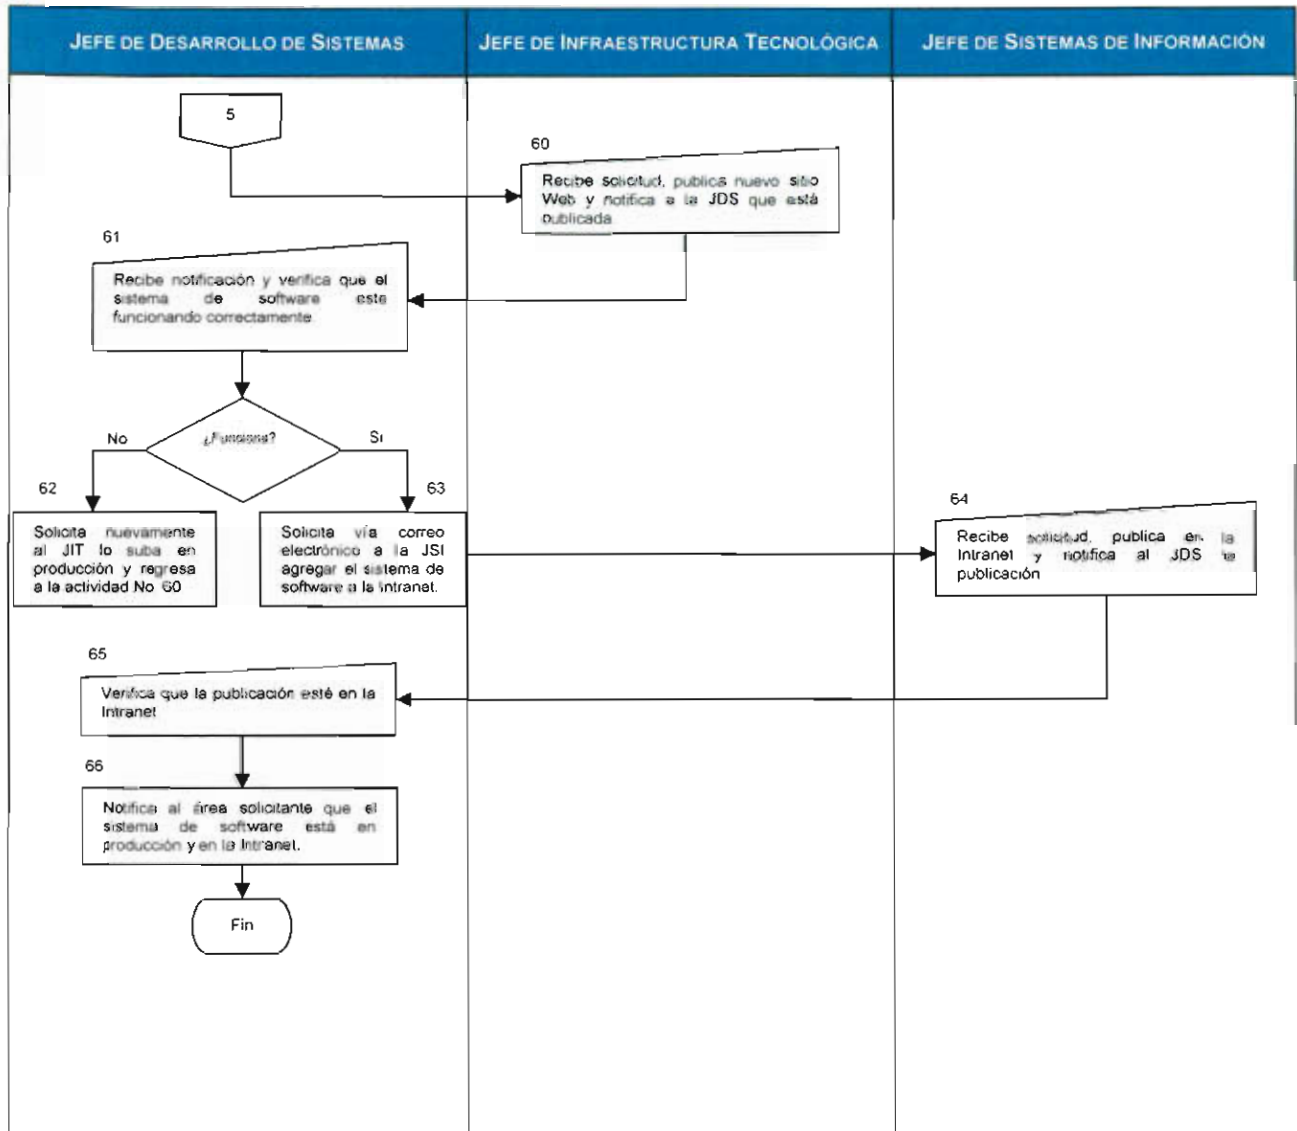 JEFE DE DESARROLLO DE SISTEMAS
JEFE DE INFRAESTRUCTURA TECNOLÓGICA
JEFE DE SISTEMAS DE INFORMACIÓN
5
60
Recibe solicitud, publica nuevo sitio
Web y notifica a la JDS que está
publicada
61
Recibe notificación y verifica que el
sistema de software este
funcionando correctamente
¿Funciona?
No
Si
62
Solicita nuevamente
al JIT lo suba en
producción y regresa
a la actividad No 60
63
Solicita vía correo
electrónico a la JSI
agregar el sistema de
software a la Intranet.
64
Recibe solicitud, publica en la
Intranet y notifica al JDS la
publicación
65
Verifica que la publicación esté en la
Intranet
66
Notifica al área solicitante que el
sistema de software está en
producción y en la Intranet.
Fin